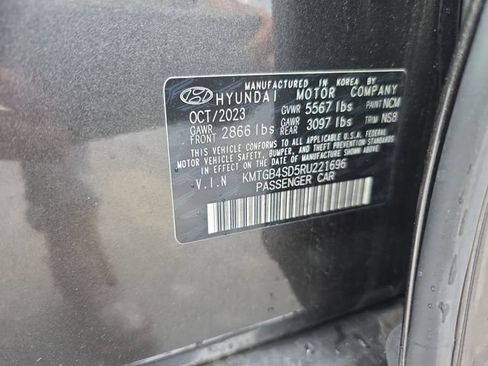 MANUFACTURED IN KOREA BY
HYUNDAI MOTOR COMPANY
OCT/2023 GVWR 5567 lbs PAINT NCM
GAWR FRONT 2866 lbs GAWR REAR 3097 lbs TRIM NSB
THIS VEHICLE CONFORMS TO ALL APPLICABLE U.S.A. FEDERAL
MOTOR VEHICLE SAFETY, BUMPER, AND THEFT PREVENTION STANDARDS
IN EFFECT ON THE DATE OF MANUFACTURE SHOWN ABOVE.
V.I.N KMTGB4SD5RU221696
PASSENGER CAR